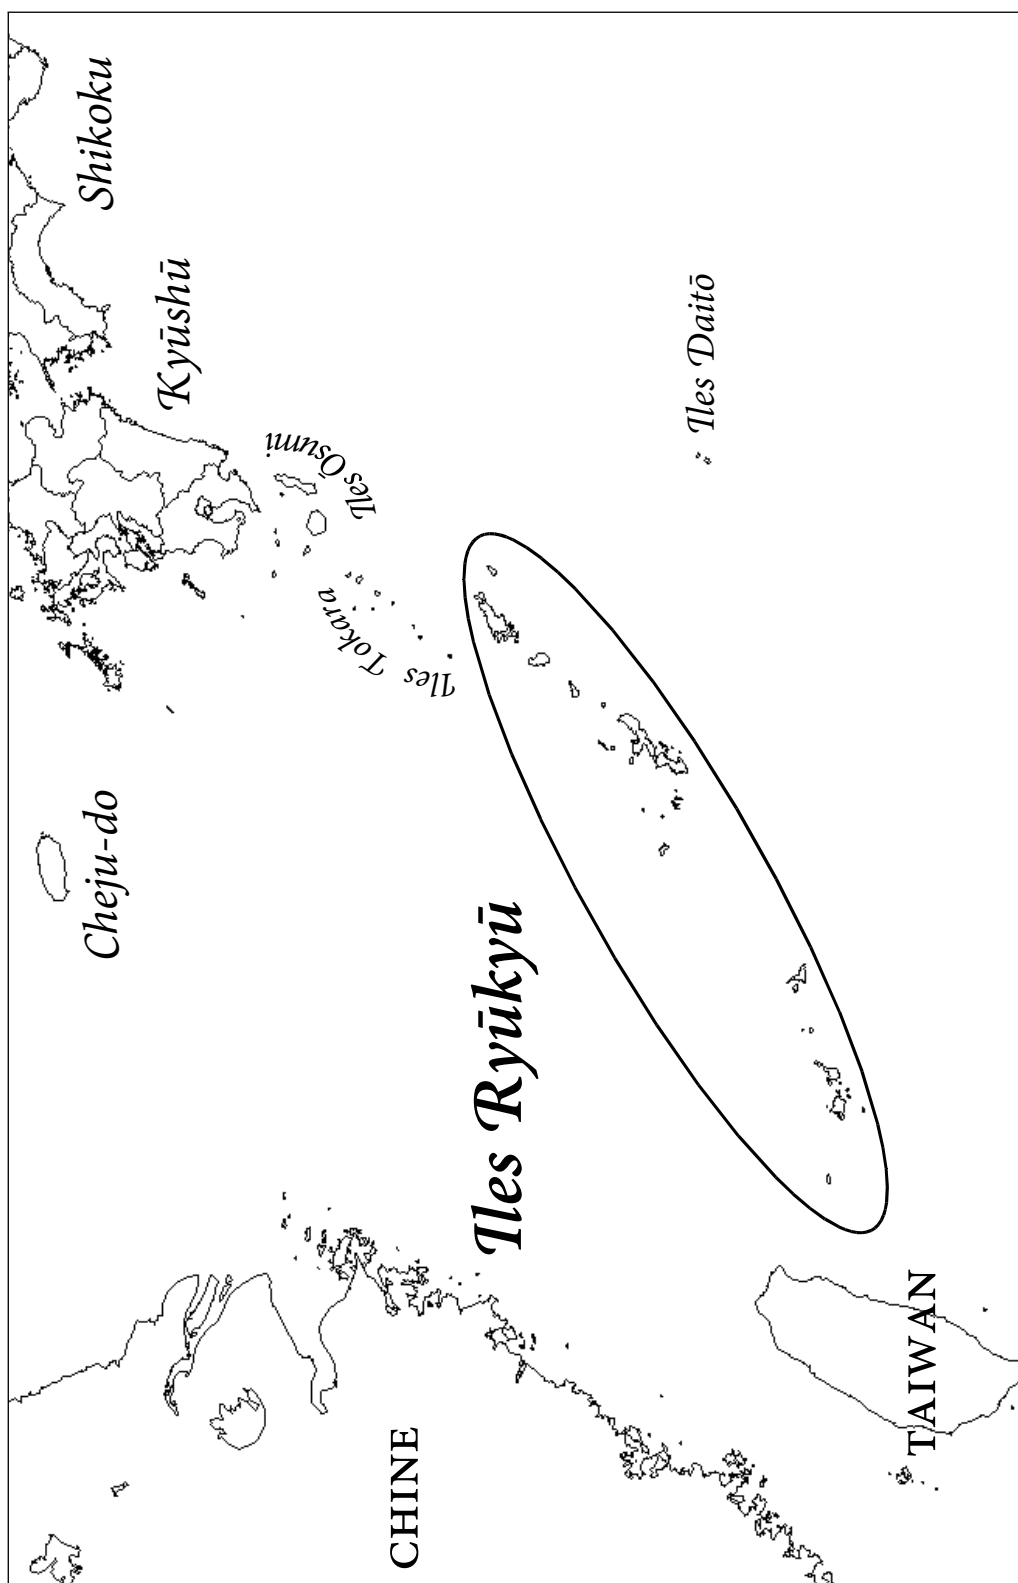 Shikoku
Kyūshū
Iles Ōsumi
Iles Tokara
Iles Daitō
Cheju-do
Iles Ryūkyū
CHINE
TAIWAN